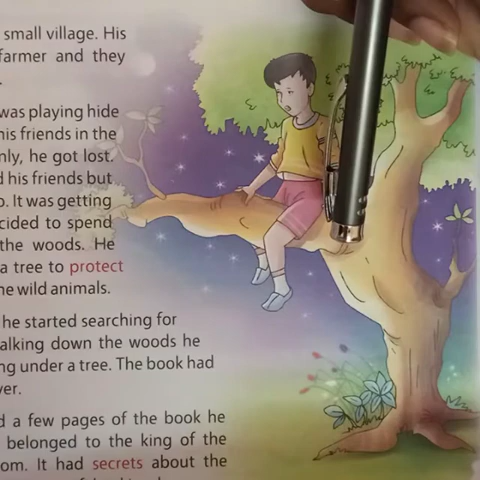 small village. His
farmer and they
was playing hide
his friends in the
nly, he got lost.
d his friends but
o. It was getting
cided to spend
the woods. He
a tree to protect
he wild animals.
he started searching for
alking down the woods he
ng under a tree. The book had
ver.
d a few pages of the book he
belonged to the king of the
om. It had secrets about the